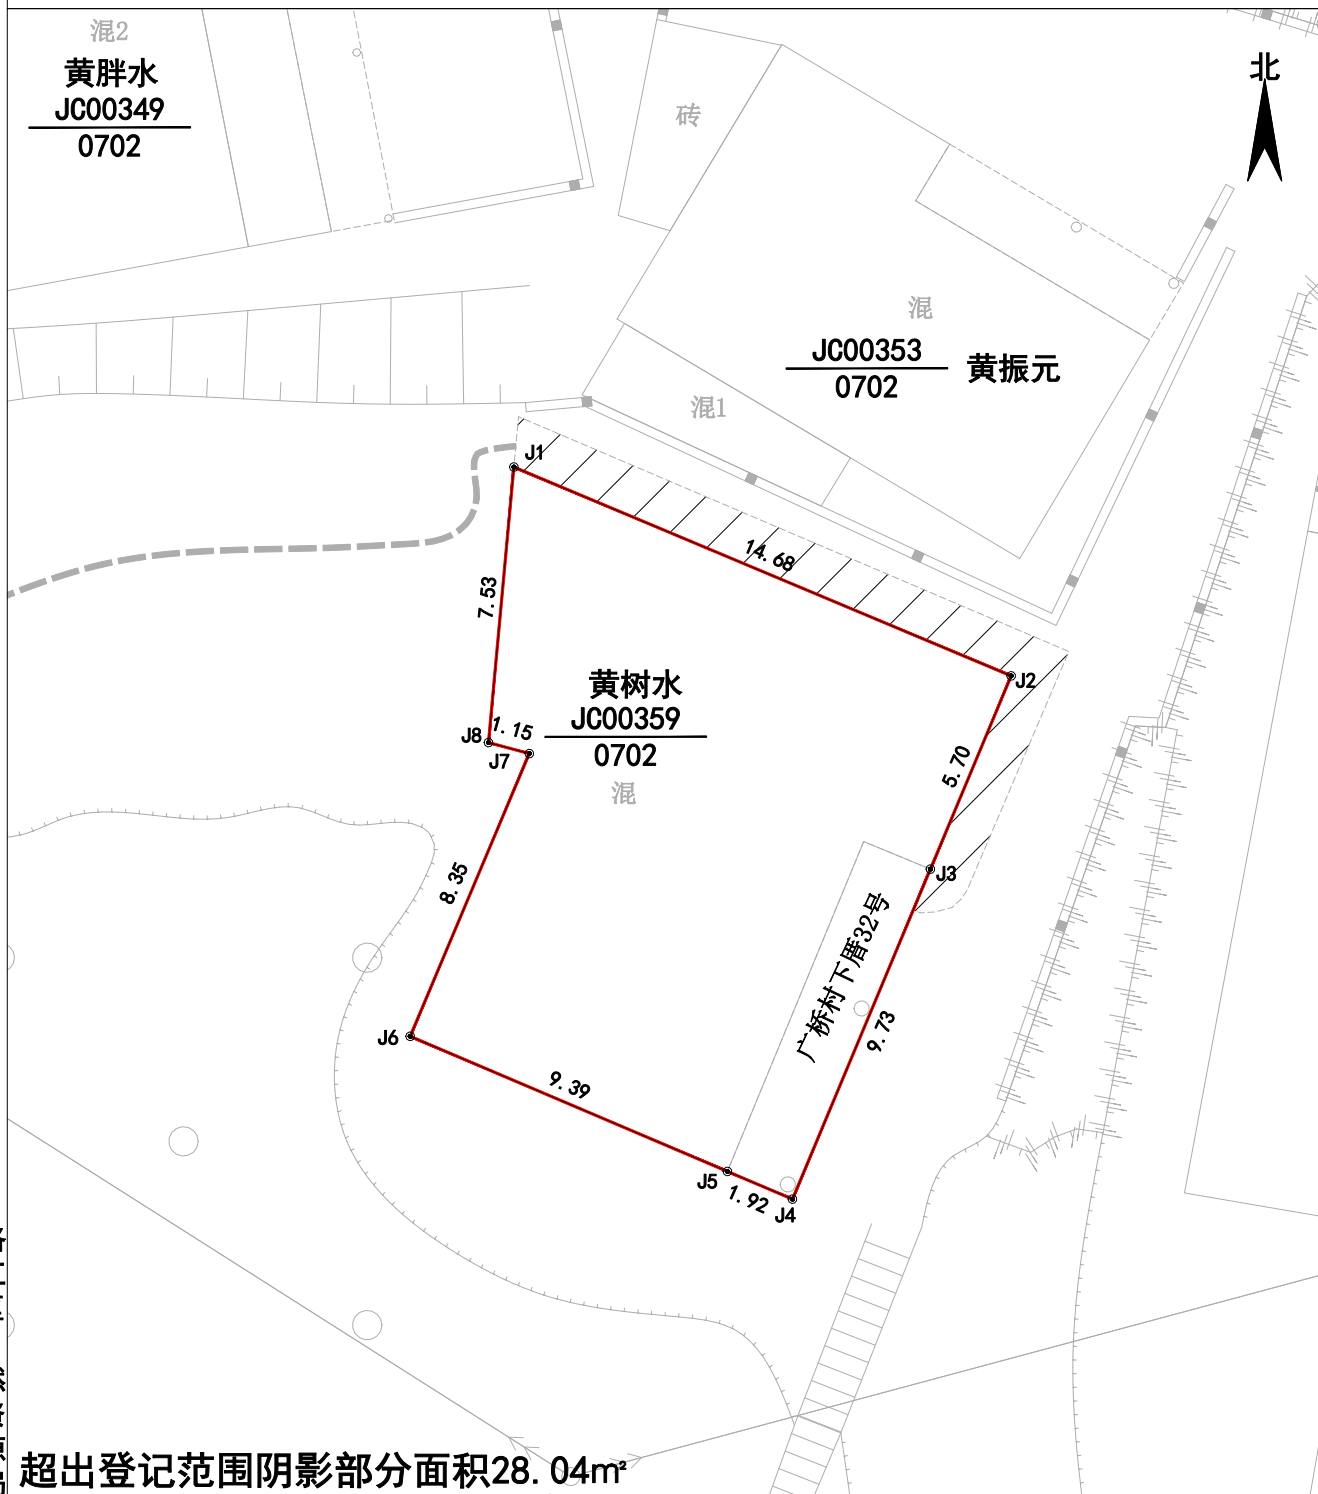 混2
黄胖水
JC00349
0702
北
砖
混
JC00353
0702
黄振元
混1
J1
14.68
7.53
黄树水
JC00359
0702
混
J2
J8
1.15
J7
5.70
J3
8.35
广桥村下厝32号
9.73
J6
9.39
J5
1.92
J4
超出登记范围阴影部分面积28.04㎡